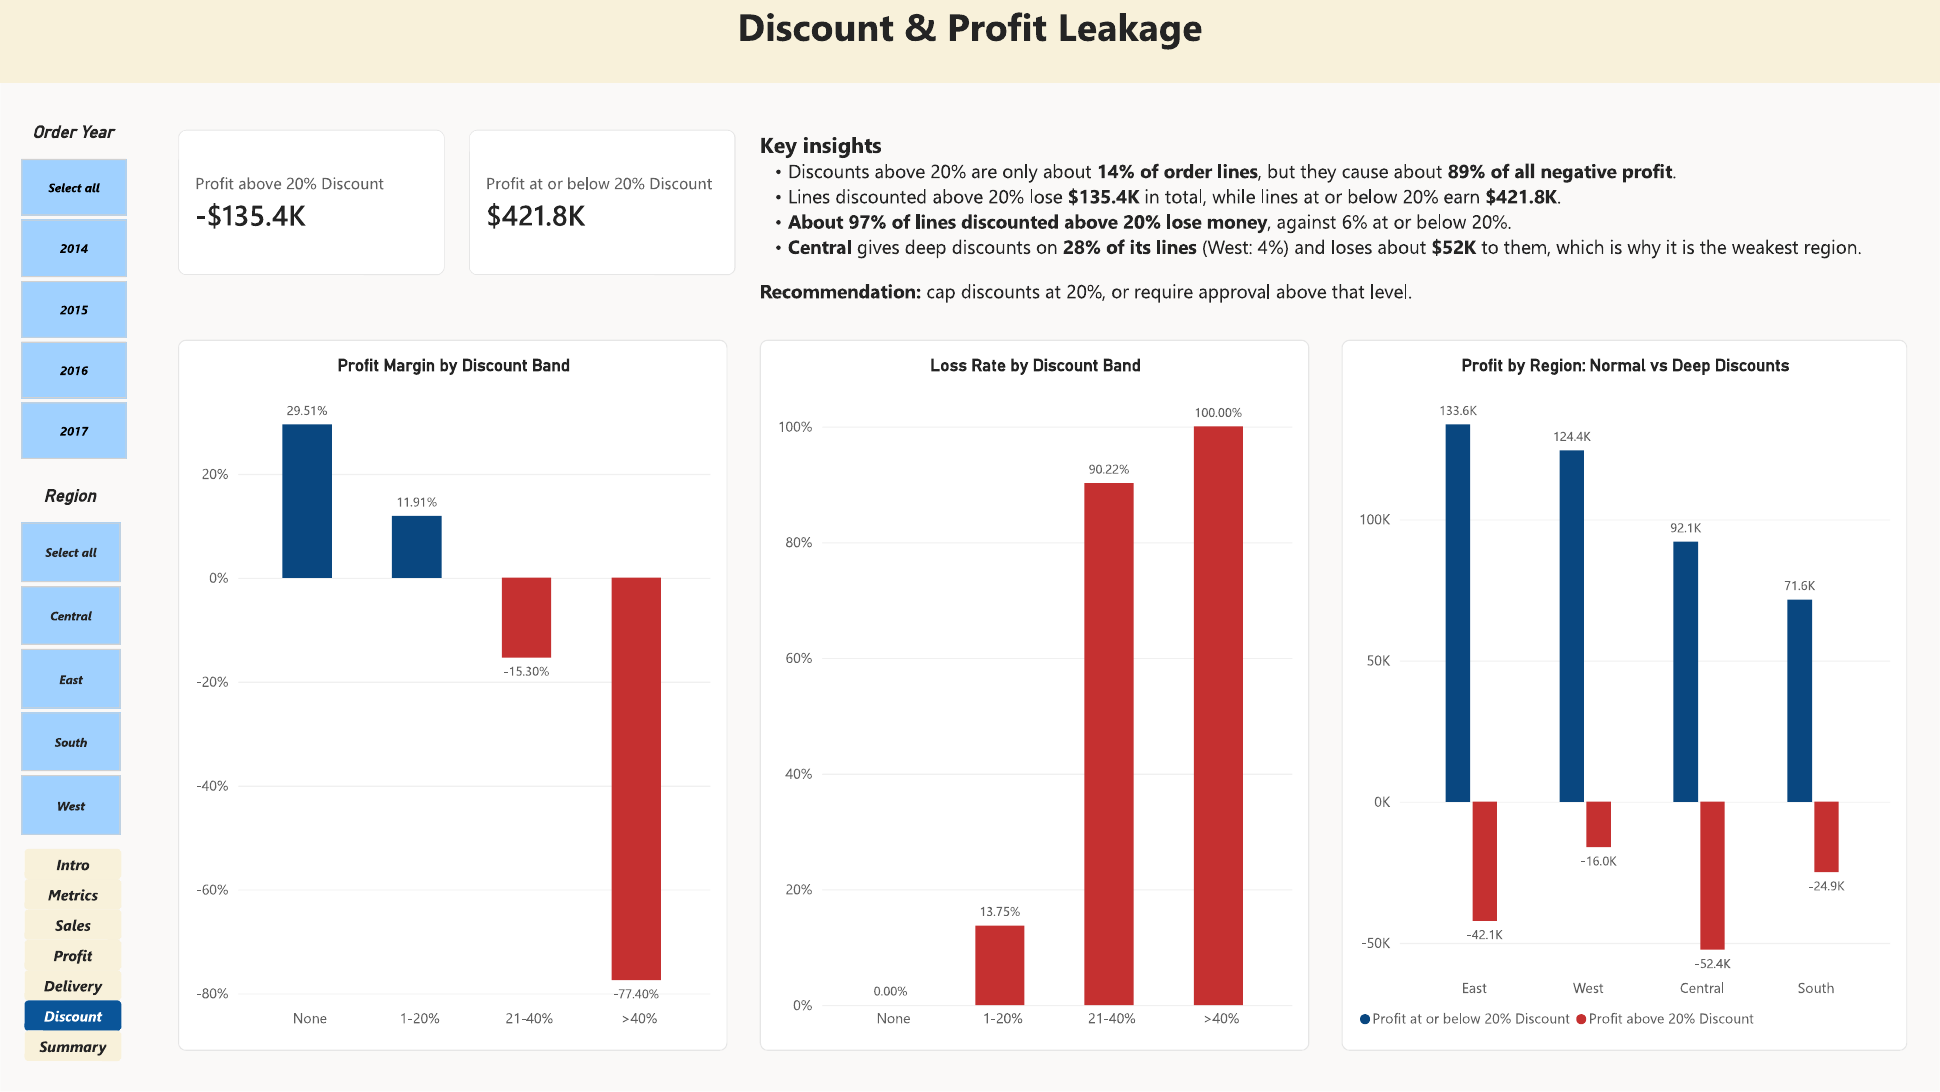 Discount & Profit Leakage
Order Year
Select all
2014
2015
2016
2017
Region
Select all
Central
East
South
West
Intro
Metrics
Sales
Profit
Delivery
Discount
Summary
Profit above 20% Discount
-$135.4K
Profit at or below 20% Discount
$421.8K
Key insights
• Discounts above 20% are only about 14% of order lines, but they cause about 89% of all negative profit.
• Lines discounted above 20% lose $135.4K in total, while lines at or below 20% earn $421.8K.
• About 97% of lines discounted above 20% lose money, against 6% at or below 20%.
• Central gives deep discounts on 28% of its lines (West: 4%) and loses about $52K to them, which is why it is the weakest region.
Recommendation: cap discounts at 20%, or require approval above that level.
Profit Margin by Discount Band
29.51%
20%
11.91%
0%
-15.30%
-20%
-40%
-60%
-80%
-77.40%
None 1-20% 21-40% >40%
Loss Rate by Discount Band
100.00%
100%
90.22%
80%
60%
40%
20%
13.75%
0.00%
0%
None 1-20% 21-40% >40%
Profit by Region: Normal vs Deep Discounts
133.6K
124.4K
100K
92.1K
71.6K
50K
0K
-16.0K
-24.9K
-42.1K
-50K
-52.4K
East West Central South
Profit at or below 20% Discount Profit above 20% Discount